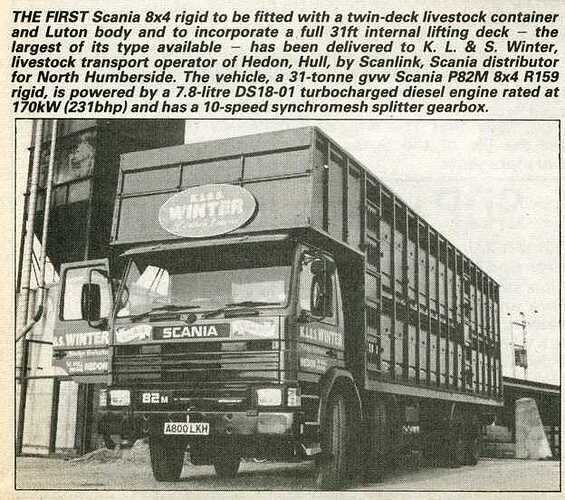 THE FIRST Scania 8x4 rigid to be fitted with a twin-deck livestock container
and Luton body and to incorporate a full 31ft internal lifting deck – the
largest of its type available – has been delivered to K. L. & S. Winter,
livestock transport operator of Hedon, Hull, by Scanlink, Scania distributor
for North Humberside. The vehicle, a 31-tonne gvw Scania P82M 8x4 R159
rigid, is powered by a 7.8-litre DS18-01 turbocharged diesel engine rated at
170kW (231bhp) and has a 10-speed synchromesh splitter gearbox.
K.L.& S.
WINTER
K.L.& S. WINTER
HEDON
SCANIA
K.L.& S. WINTER
HEDON
82M
A800 LKH